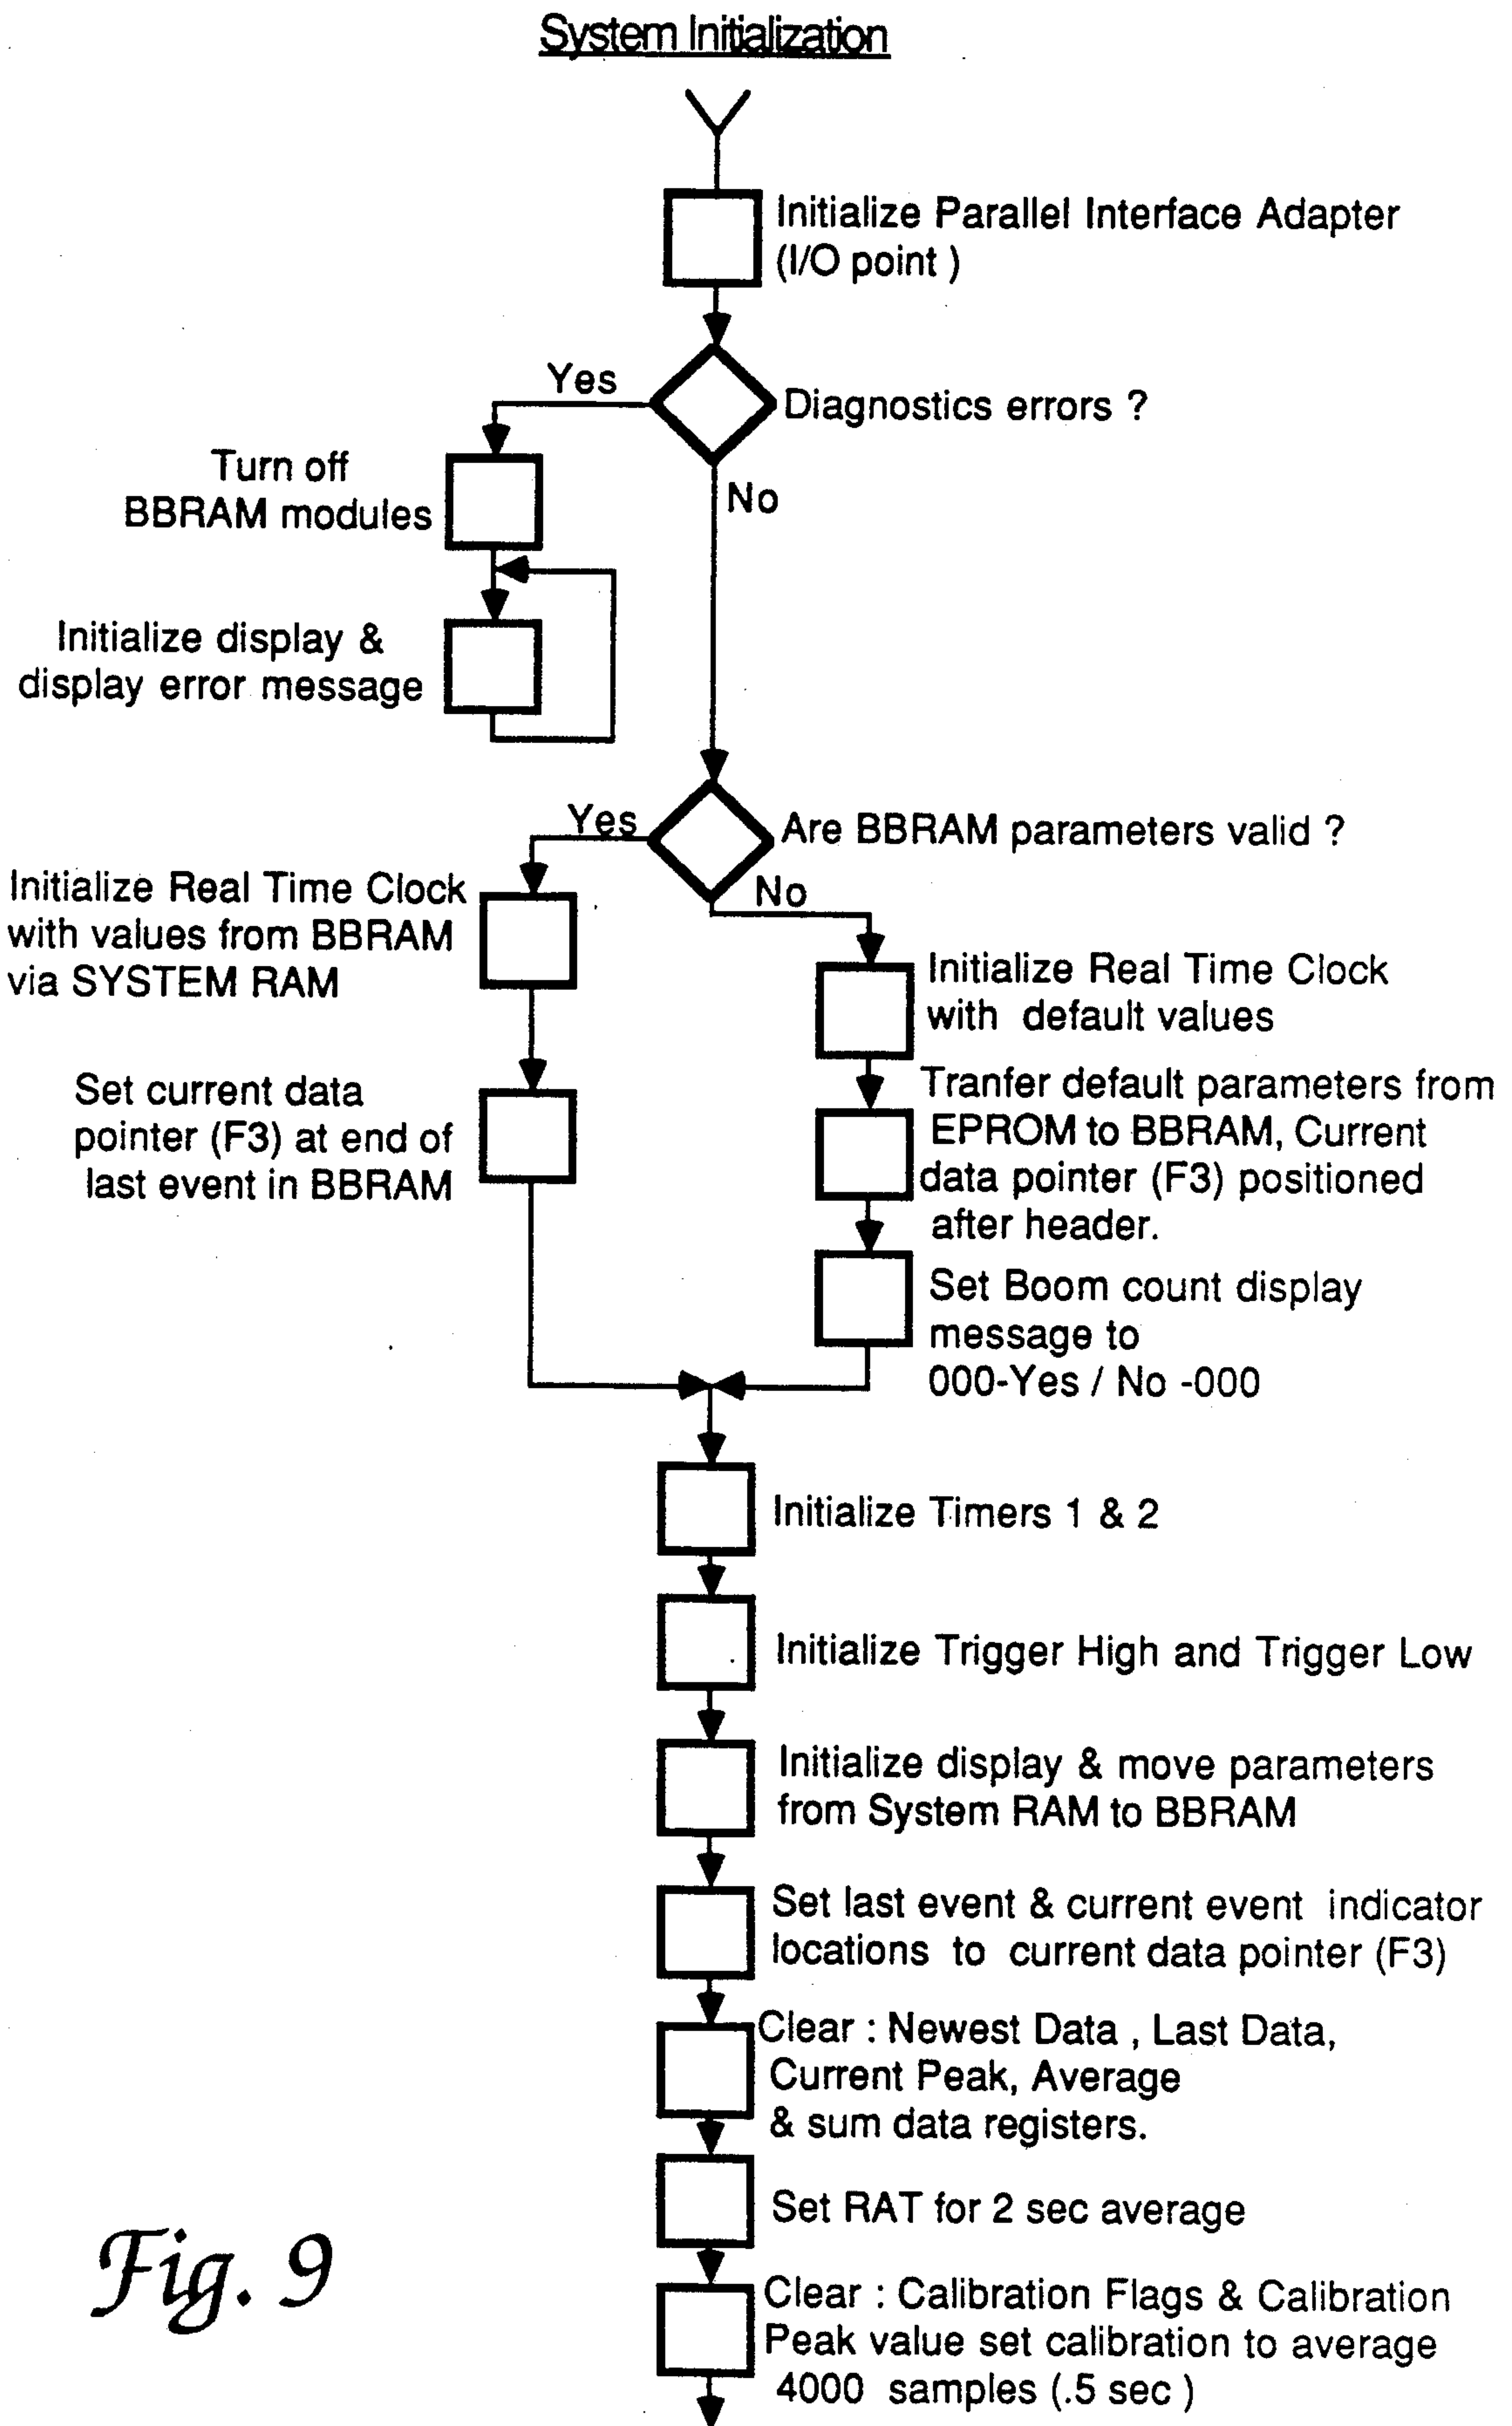 System Initialization
Initialize Parallel Interface Adapter
(I/O point )
Yes
Diagnostics errors ?
Turn off
BBRAM modules
No
Initialize display &
display error message
Yes
Are BBRAM parameters valid ?
No
Initialize Real Time Clock
with values from BBRAM
via SYSTEM RAM
Initialize Real Time Clock
with default values
Set current data
pointer (F3) at end of
last event in BBRAM
Tranfer default parameters from
EPROM to BBRAM, Current
data pointer (F3) positioned
after header.
Set Boom count display
message to
000-Yes / No -000
Initialize Timers 1 & 2
Initialize Trigger High and Trigger Low
Initialize display & move parameters
from System RAM to BBRAM
Set last event & current event indicator
locations to current data pointer (F3)
Clear : Newest Data , Last Data,
Current Peak, Average
& sum data registers.
Set RAT for 2 sec average
Clear : Calibration Flags & Calibration
Peak value set calibration to average
4000 samples (.5 sec )
Fig. 9